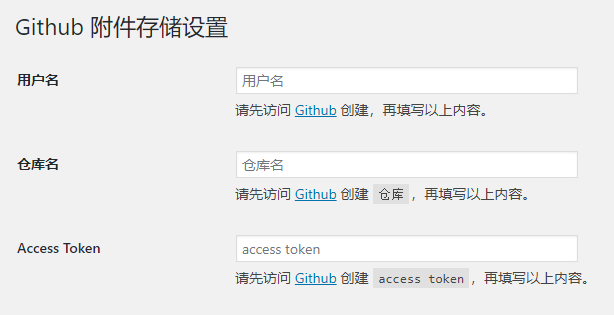 Github 附件存储设置
用户名
用户名
请先访问 Github 创建，再填写以上内容。
仓库名
仓库名
请先访问 Github 创建 仓库 ，再填写以上内容。
Access Token
access token
请先访问 Github 创建 access token ，再填写以上内容。